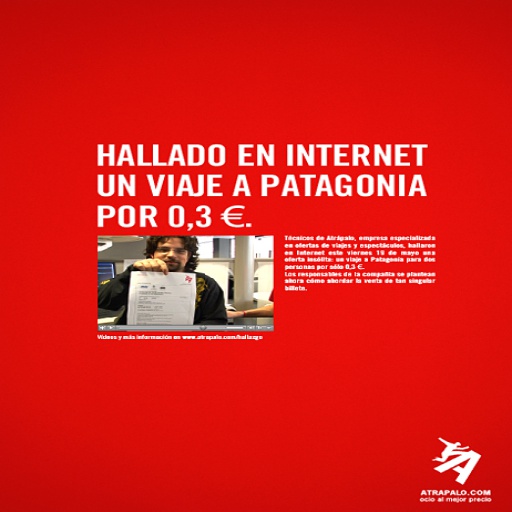 HALLADO EN INTERNET
UN VIAJE A PATAGONIA
POR 0,3 €.
Técnicos de Atrápalo, empresa especializada
en ofertas de viajes y espectáculos, hallaron
en Internet este viernes 19 de mayo una
oferta insólita: un viaje a Patagonia para dos
personas por sólo 0,3 €.
Los responsables de la compañía se plantean
ahora cómo abordar la venta de tan singular
billete.
Vídeos y más información en www.atrapalo.com/hallazgo
ATRAPALO.COM
ocio al mejor precio